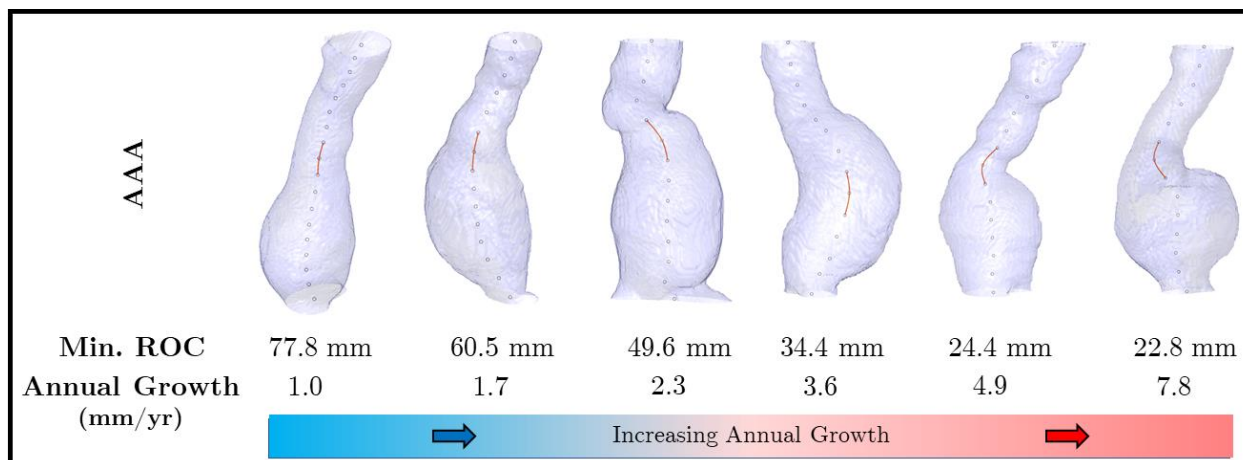 AAA
Min. ROC 77.8 mm 60.5 mm 49.6 mm 34.4 mm 24.4 mm 22.8 mm
Annual Growth 1.0 1.7 2.3 3.6 4.9 7.8
(mm/yr) Increasing Annual Growth